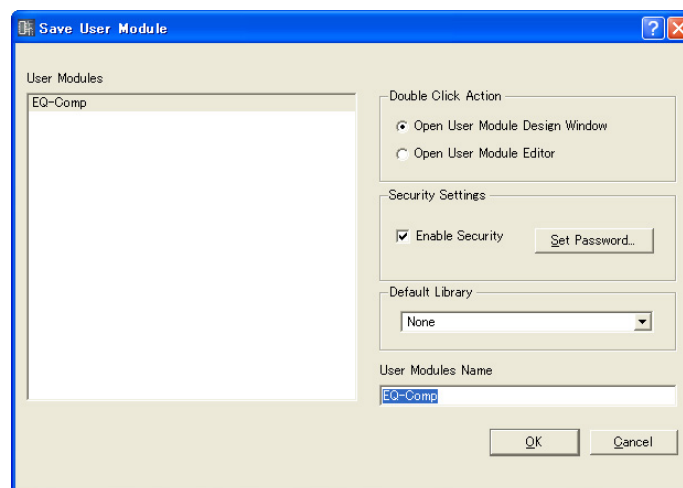 Save User Module
User Modules
EQ-Comp
Double Click Action
Open User Module Design Window
Open User Module Editor
Security Settings
Enable Security
Set Password...
Default Library
None
User Modules Name
EQ-Comp
OK
Cancel